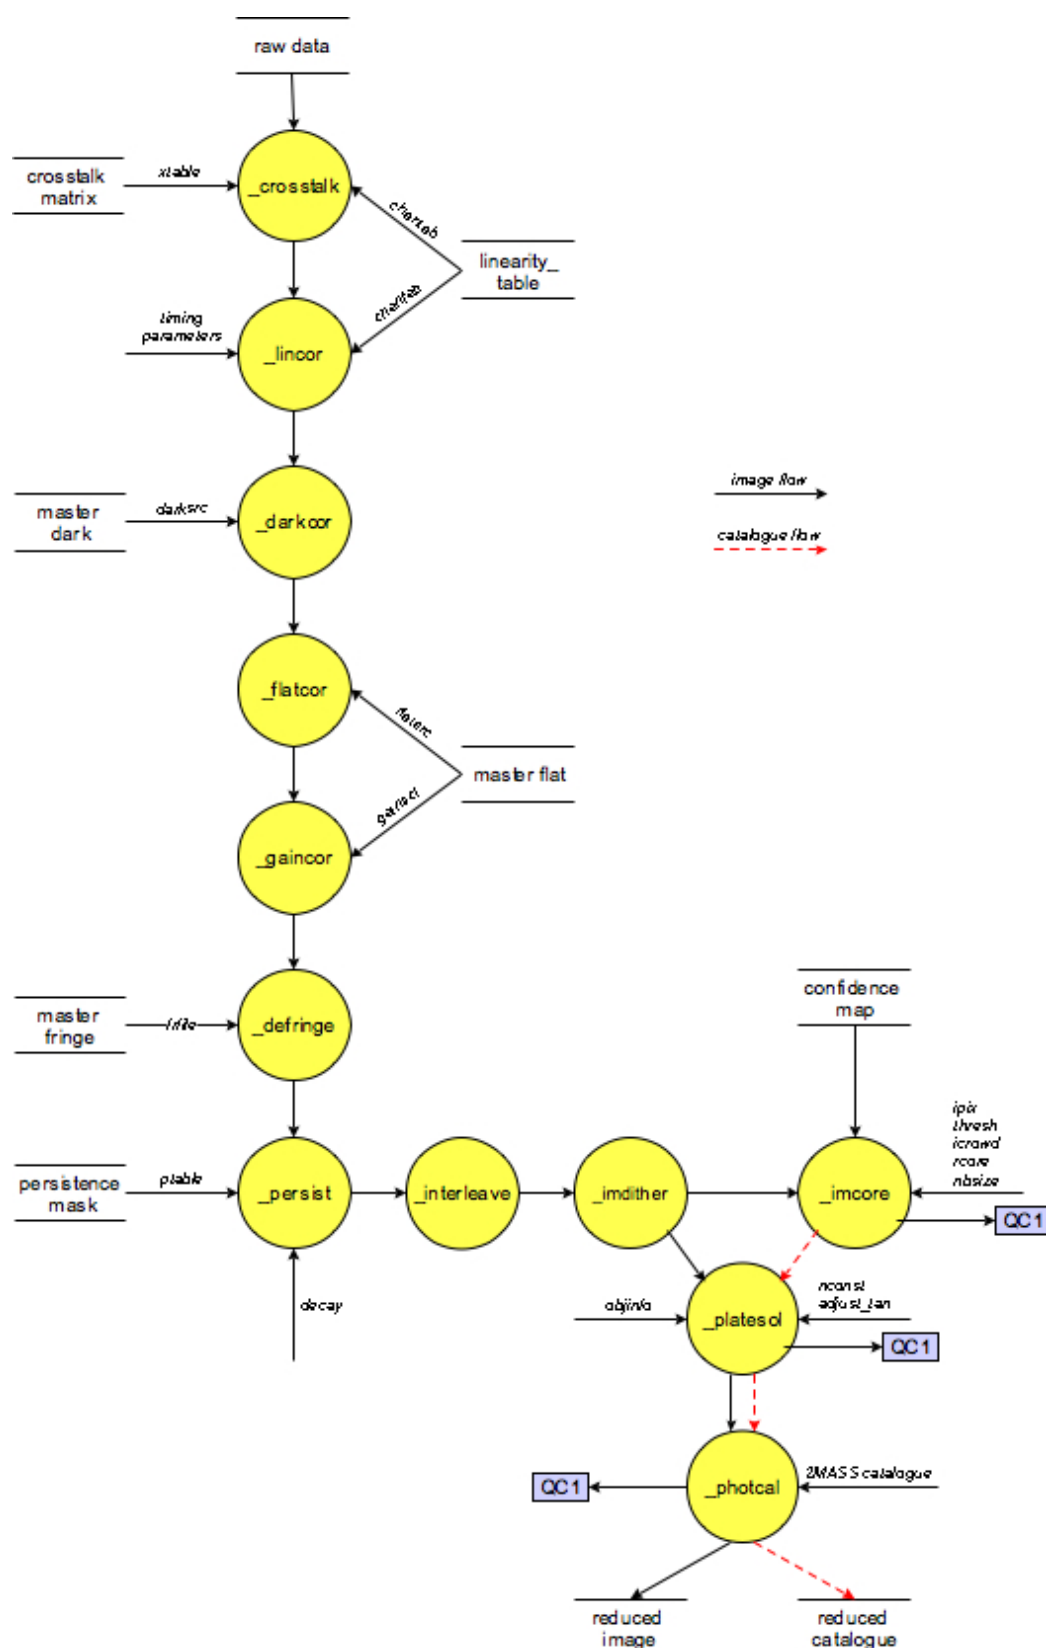 raw data
crosstalk
matrix
xtable
_crosstalk
chantab
linearity_
table
chantab
timing
parameters
_lincor
master
dark
darksrc
_darkcor
image flow
catalogue flow
_flatcor
flatsrc
master flat
_gaincor
confidence
map
master
fringe
frfile
_defringe
ipix
thresh
icrowd
rcore
nbsize
persistence
mask
ptable
_persist
_interleave
_imdither
_imcore
QC1
decay
objinfo
_platesol
nconst
adjust_tan
QC1
QC1
_photcal
2MASS catalogue
reduced
image
reduced
catalogue